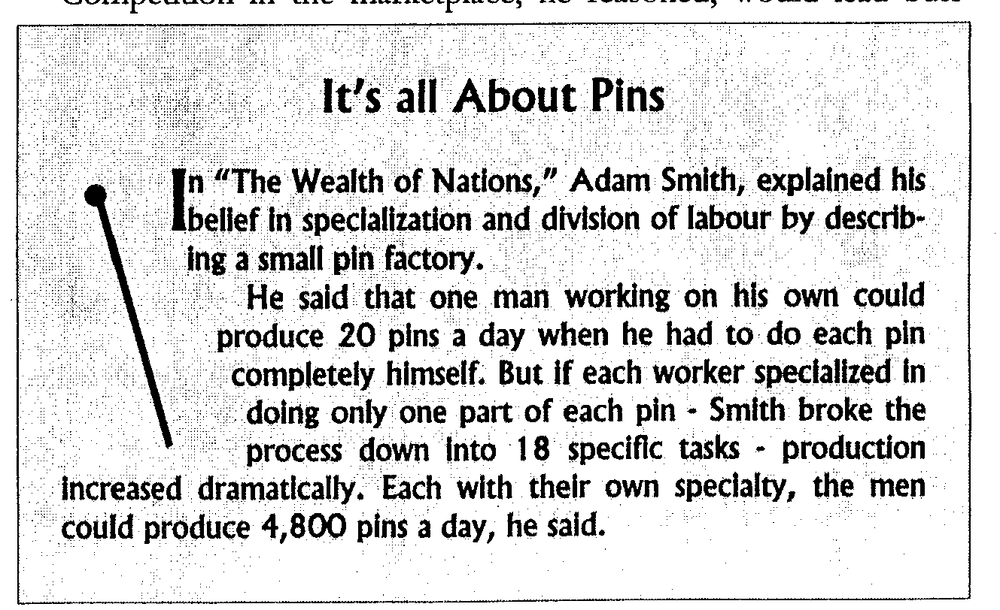 Competition in the marketplace, he reasoned, would lead
It's all About Pins
In “The Wealth of Nations,” Adam Smith, explained his
belief in specialization and division of labour by describ-
ing a small pin factory.
He said that one man working on his own could
produce 20 pins a day when he had to do each pin
completely himself. But if each worker specialized in
doing only one part of each pin - Smith broke the
process down into 18 specific tasks - production
increased dramatically. Each with their own specialty, the men
could produce 4,800 pins a day, he said.